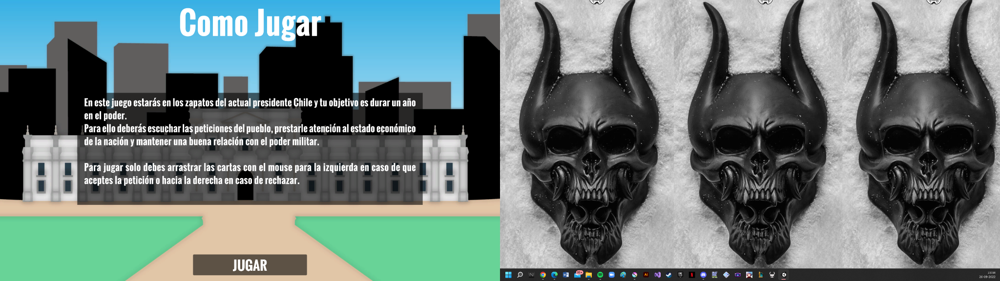 Como Jugar
En este juego estarás en los zapatos del actual presidente Chile y tu objetivo es durar un año
en el poder.
Para ello deberás escuchar las peticiones del pueblo, prestarle atención al estado económico
de la nación y mantener una buena relación con el poder militar.
Para jugar solo debes arrastrar las cartas con el mouse para la izquierda en caso de que
aceptes la petición o hacia la derecha en caso de rechazar.
JUGAR
99+
23:38
26-09-2022